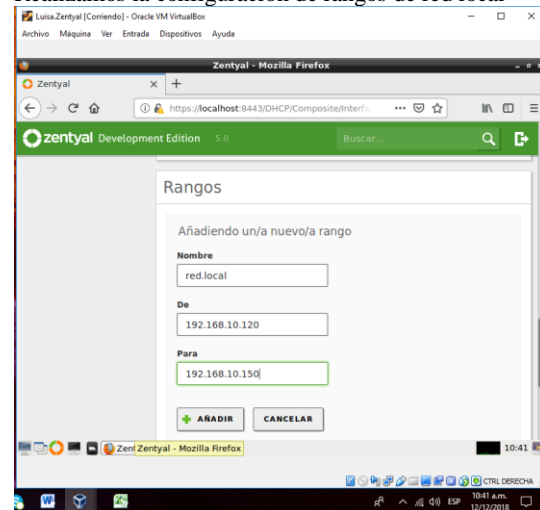 Realizamos la configuración de rangos de red local
Luisa.Zentyal [Corriendo] - Oracle VM VirtualBox
Archivo Máquina Ver Entrada Dispositivos Ayuda
Zentyal - Mozilla Firefox
Zentyal
https://localhost:8443/DHCP/Composite/Interfa
zentyal Development Edition 5.0 Buscar...
Rangos
Añadiendo un/a nuevo/a rango
Nombre
red.local
De
192.168.10.120
Para
192.168.10.150
AÑADIR CANCELAR
Zen Zentyal - Mozilla Firefox 10:41
CTRL DERECHA
ESP 10:41 a.m.
12/12/2018